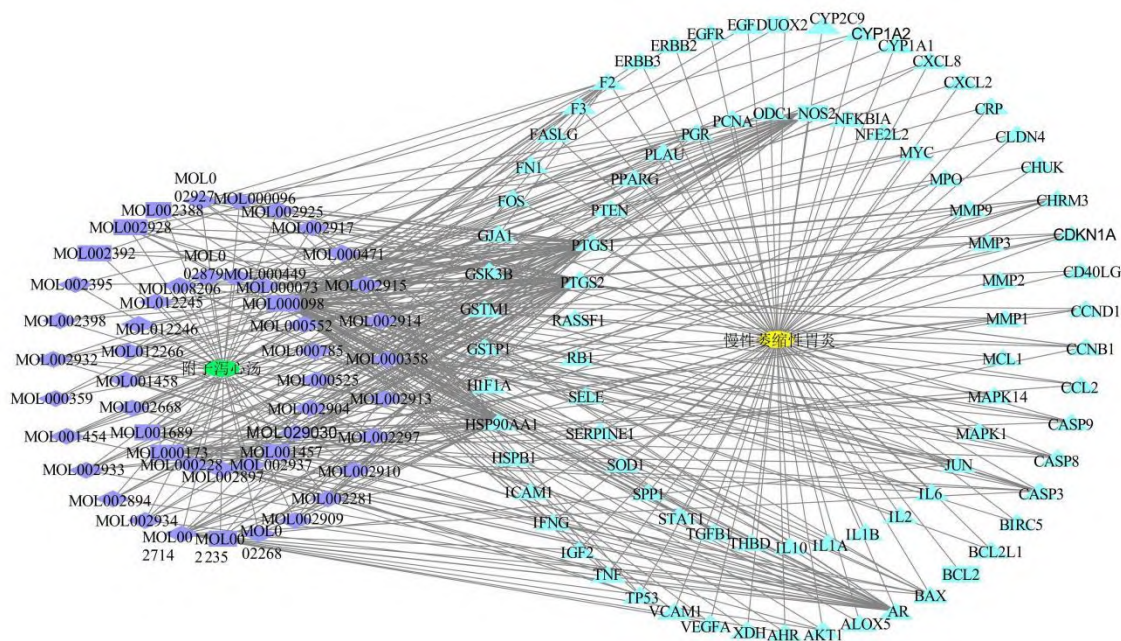 MOL0
02927
MOL000096
MOL002388
MOL002925
MOL002928
MOL002917
MOL002392
MOL0
02879
MOL000449
MOL000471
MOL002395
MOL008206
MOL000073
MOL002915
MOL012245
MOL000098
MOL002398
MOL012246
MOL000552
MOL002914
MOL002932
MOL012266
MOL000785
MOL000358
附子泻心汤
MOL000359
MOL001458
MOL000525
MOL002668
MOL002904
MOL002913
MOL001454
MOL001689
MOL029030
MOL002297
MOL000173
MOL001457
MOL002933
MOL000228
MOL002937
MOL002897
MOL002910
MOL002894
MOL002281
MOL002934
MOL002909
MOL00
2714
MOL00
2235
MOL0
02268
F2
ERBB3
ERBB2
EGFR
EGF
DUOX2
CYP2C9
CYP1A2
CYP1A1
CXCL8
CXCL2
CRP
CLDN4
CHUK
CHRM3
CDKN1A
CD40LG
CCND1
CCNB1
CCL2
CASP9
CASP8
CASP3
BIRC5
BCL2L1
BCL2
BAX
AR
ALOX5
AKT1
AHR
XDH
VEGFA
VCAM1
TP53
TNF
IGF2
IFNG
ICAM1
HSPB1
HSP90AA1
HIF1A
GSTP1
GSTM1
GSK3B
GJA1
FOS
FN1
FASLG
F3
ODC1
NOS2
NFKBIA
NFE2L2
MYC
MPO
MMP9
MMP3
MMP2
MMP1
MCL1
MAPK14
MAPK1
JUN
IL6
IL2
IL1B
IL1A
IL10
THBD
TGFB1
STAT1
SPP1
SOD1
SERPINE1
SELE
RB1
RASSF1
PTGS2
PTGS1
PTEN
PPARG
PLAU
PGR
PCNA
慢性萎缩性胃炎